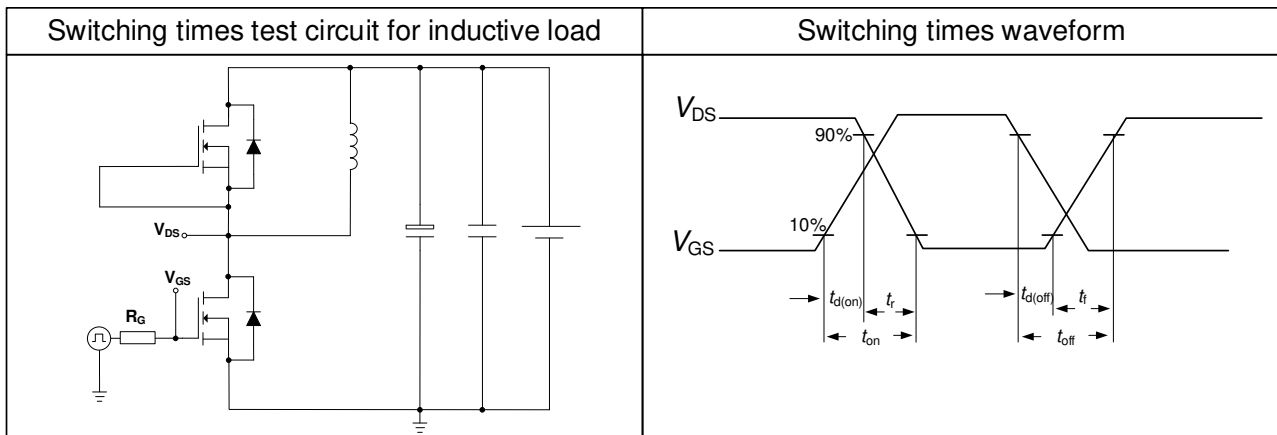 Switching times test circuit for inductive load
Switching times waveform
VDS
VGS
RG
VDS
90%
10%
VGS
td(on)
tr
ton
td(off)
tf
toff